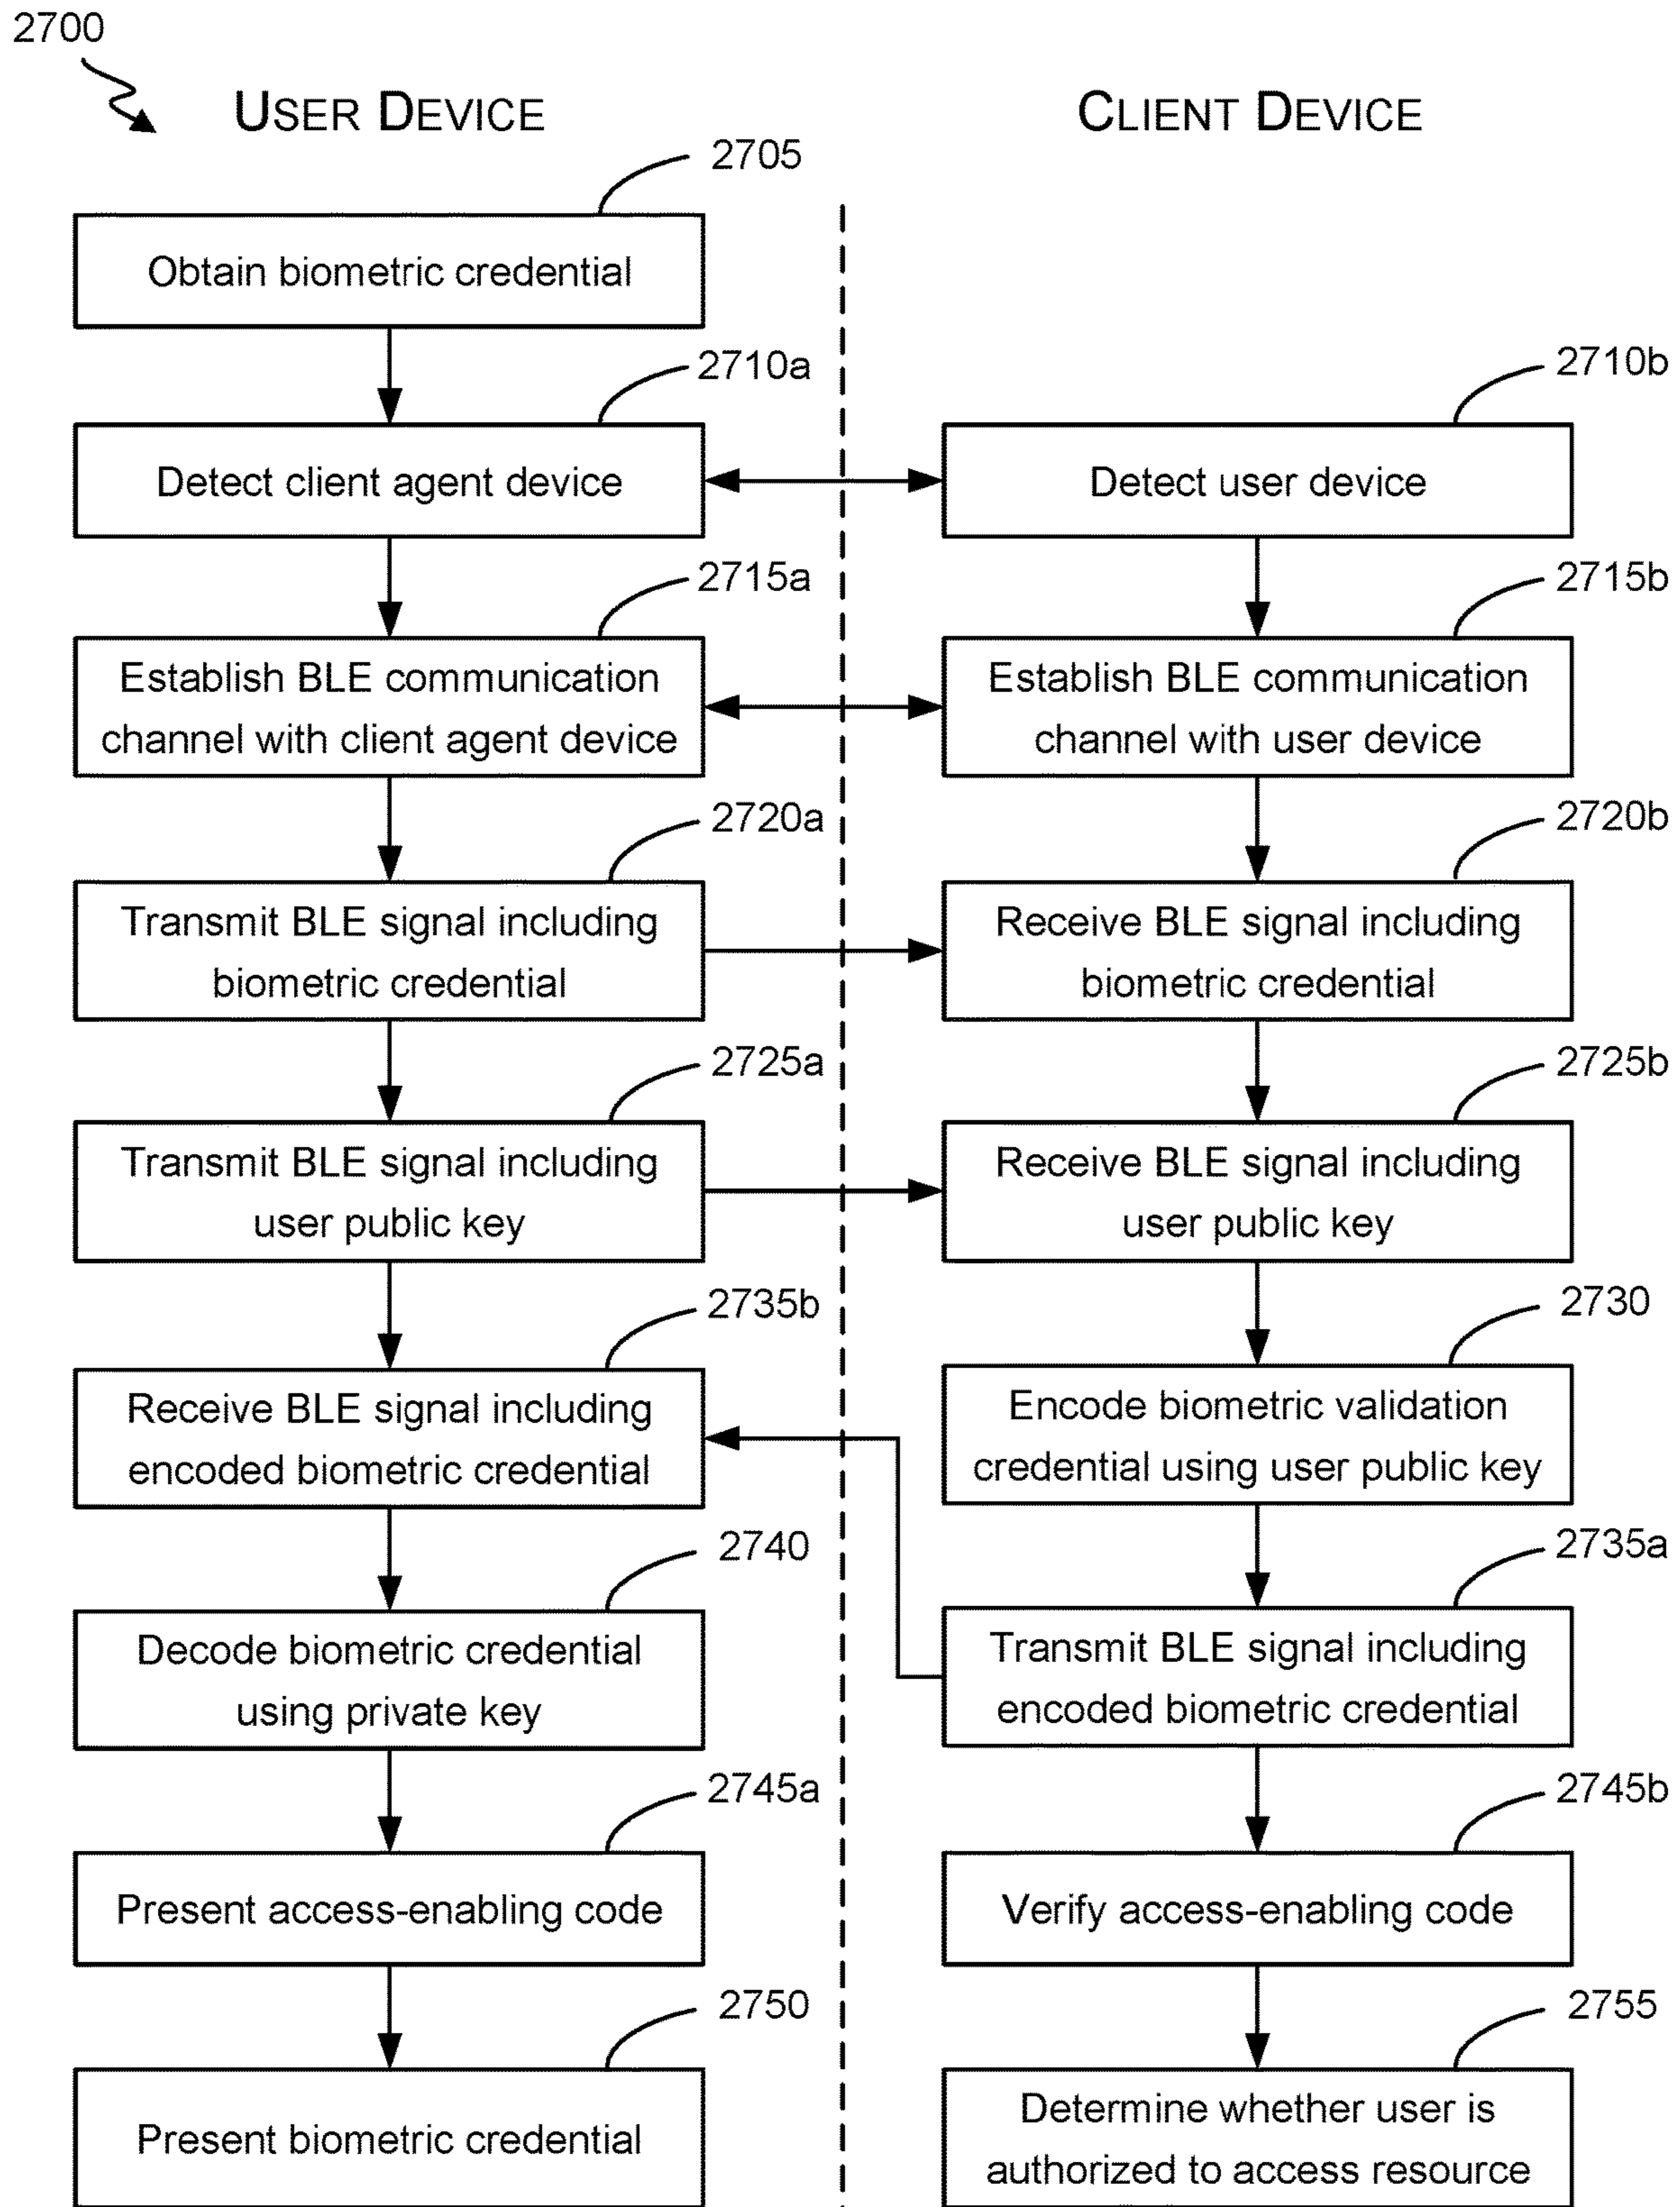 2700
USER DEVICE
CLIENT DEVICE
2705
Obtain biometric credential
2710a
2710b
Detect client agent device
Detect user device
2715a
2715b
Establish BLE communication
channel with client agent device
Establish BLE communication
channel with user device
2720a
2720b
Transmit BLE signal including
biometric credential
Receive BLE signal including
biometric credential
2725a
2725b
Transmit BLE signal including
user public key
Receive BLE signal including
user public key
2735b
2730
Receive BLE signal including
encoded biometric credential
Encode biometric validation
credential using user public key
2740
2735a
Decode biometric credential
using private key
Transmit BLE signal including
encoded biometric credential
2745a
2745b
Present access-enabling code
Verify access-enabling code
2750
2755
Present biometric credential
Determine whether user is
authorized to access resource